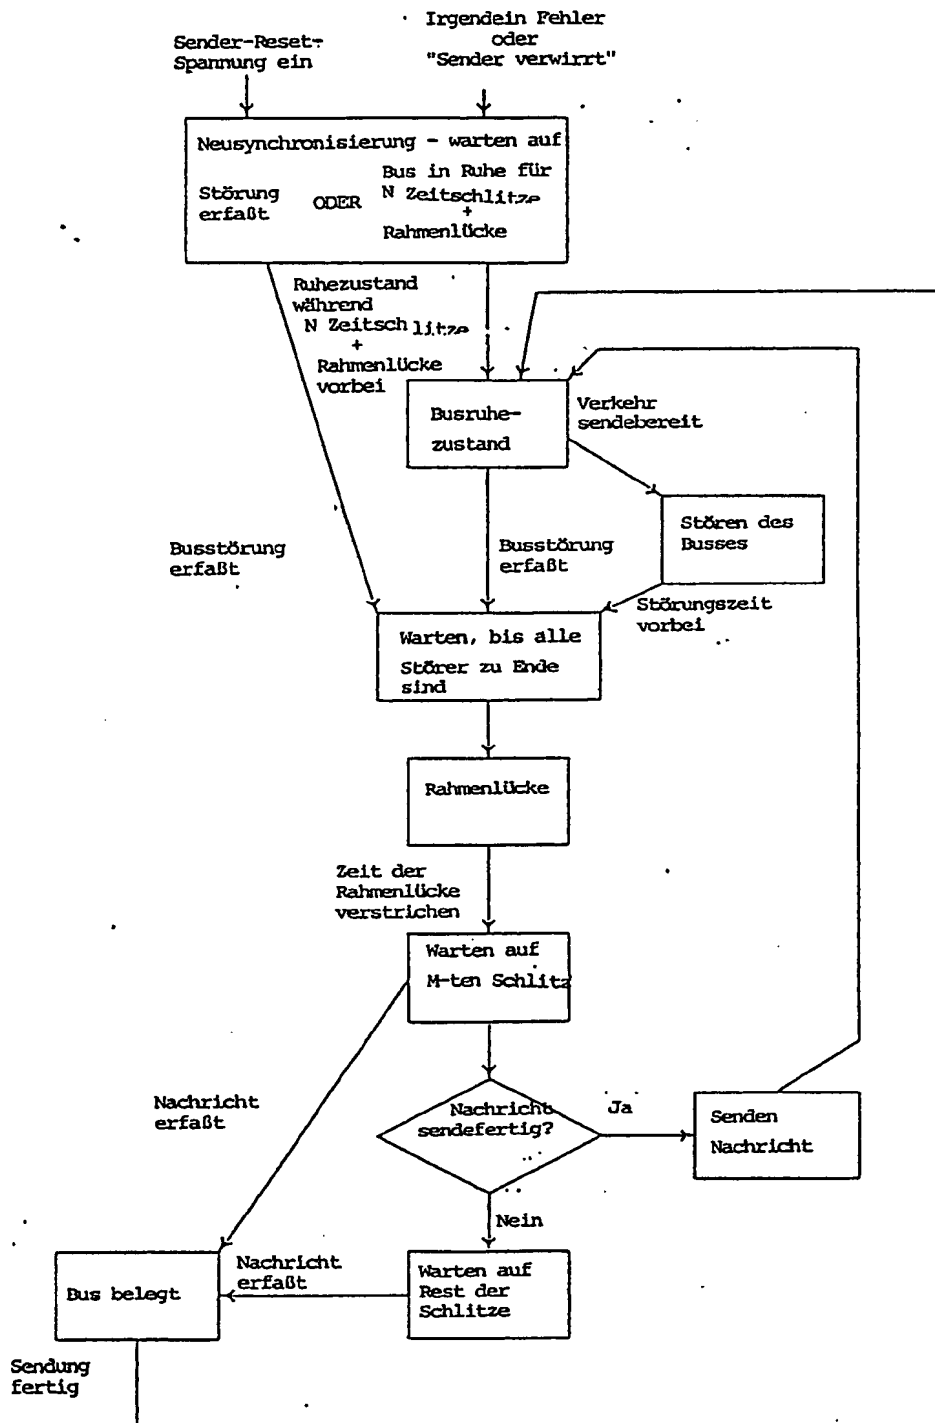 Sender-Reset-
Spannung ein
Irgendein Fehler
oder
"Sender verwirrt"
Neusynchronisierung - warten auf
Störung
erfaßt
ODER
Bus in Ruhe für
N Zeitschlitze
+
Rahmenlücke
Ruhezustand
während
N Zeitschlitze
+
Rahmenlücke
vorbei
Busruhe-
zustand
Verkehr
sendebereit
Stören des
Busses
Busstörung
erfaßt
Busstörung
erfaßt
Störungszeit
vorbei
Warten, bis alle
Störer zu Ende
sind
Rahmenlücke
Zeit der
Rahmenlücke
verstrichen
Warten auf
M-ten Schlitz
Nachricht
erfaßt
Nachricht
sendefertig?
Ja
Senden
Nachricht
Nein
Nachricht
erfaßt
Warten auf
Rest der
Schlitze
Bus belegt
Sendung
fertig